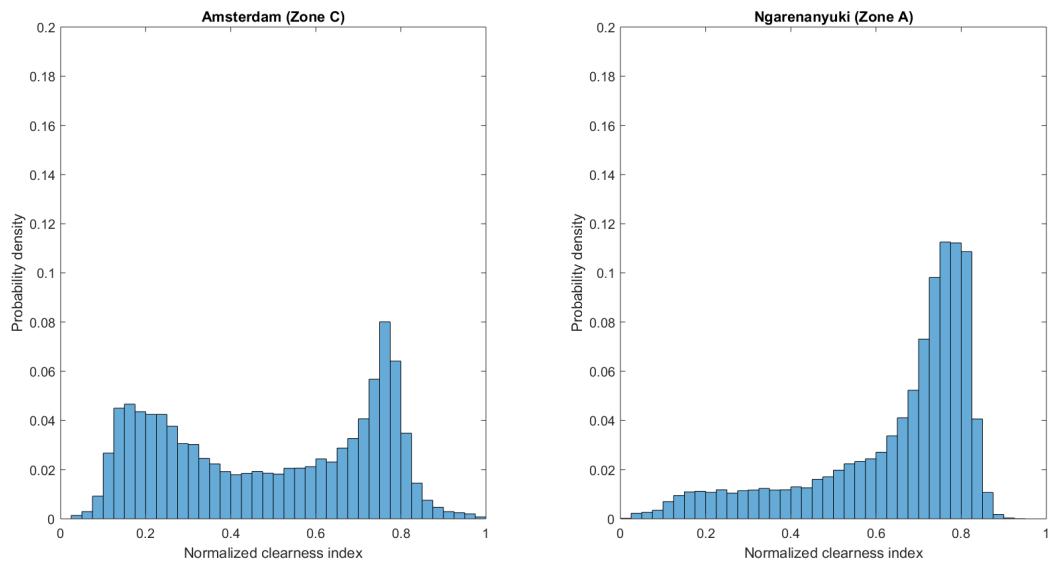 Amsterdam (Zone C)
0.2
0.18
0.16
0.14
0.12
0.1
0.08
0.06
0.04
0.02
0
Probability density
0 0.2 0.4 0.6 0.8 1
Normalized clearness index
Ngarenanyuki (Zone A)
0.2
0.18
0.16
0.14
0.12
0.1
0.08
0.06
0.04
0.02
0
Probability density
0 0.2 0.4 0.6 0.8 1
Normalized clearness index